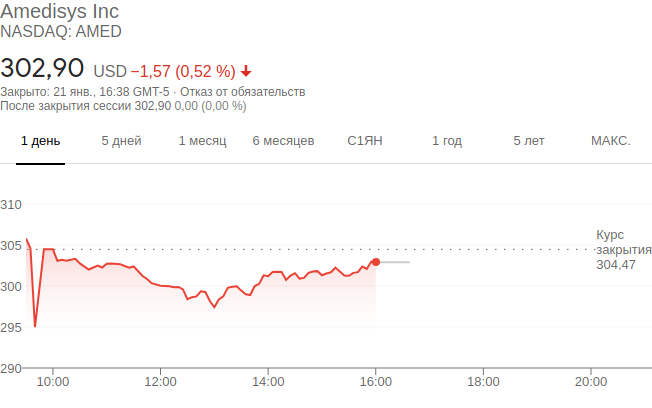 Amedisys Inc
NASDAQ: AMED
302,90 USD −1,57 (0,52 %)
Закрыто: 21 янв., 16:38 GMT-5 · Отказ от обязательств
После закрытия сессии 302,90 0,00 (0,00 %)
1 день 5 дней 1 месяц 6 месяцев С1ЯН 1 год 5 лет МАКС.
310
305
300
295
290
Курс
закрытия
304,47
10:00 12:00 14:00 16:00 18:00 20:00